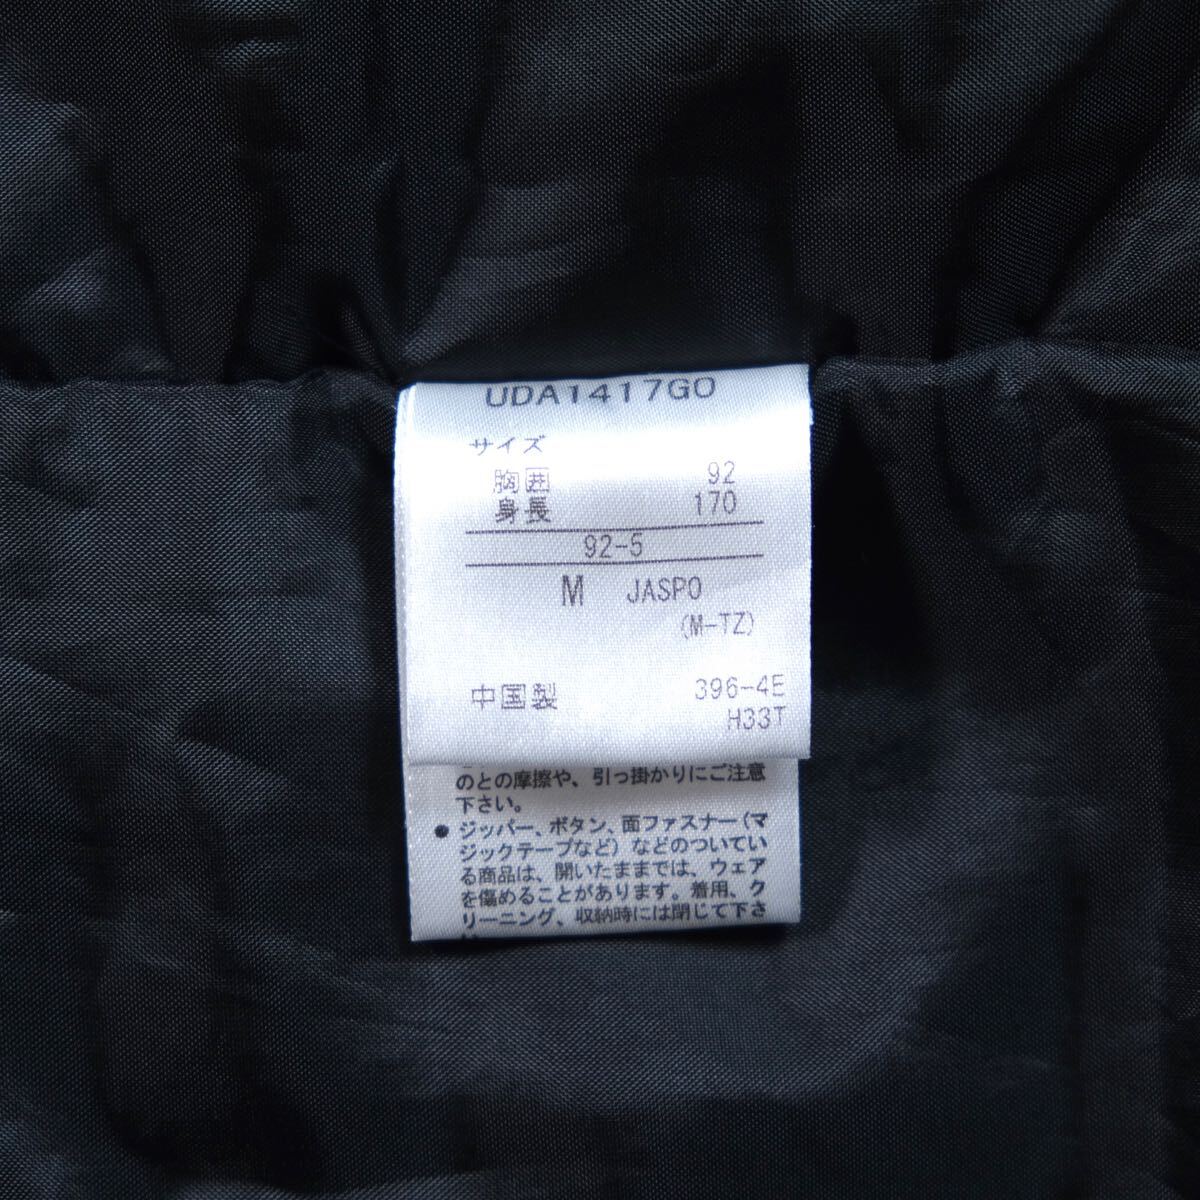 UDA1417GO
サイズ
胸囲 92
身長 170
92-5
M JASPO
(M-TZ)
中国製 396-4E
H33T
のとの摩擦や、引っ掛かりにご注意
下さい。
● ジッパー、ボタン、面ファスナー(マ
ジックテープなど) などのついてい
る商品は、開いたままでは、ウェア
を傷めることがあります。着用、ク
リーニング、収納時には閉じて下さ